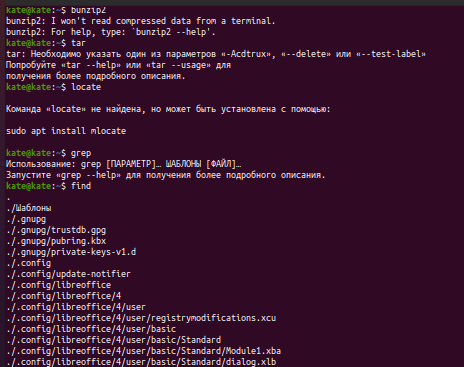 kate@kate:~$ bunzip2
bunzip2: I won't read compressed data from a terminal.
bunzip2: For help, type: `bunzip2 --help'.
kate@kate:~$ tar
tar: Необходимо указать один из параметров «-Acdtrux», «--delete» или «--test-label»
Попробуйте «tar --help» или «tar --usage» для
получения более подробного описания.
kate@kate:~$ locate
Команда «locate» не найдена, но может быть установлена с помощью:
sudo apt install mlocate
kate@kate:~$ grep
Использование: grep [ПАРАМЕТР]… ШАБЛОНЫ [ФАЙЛ]…
Запустите «grep --help» для получения более подробного описания.
kate@kate:~$ find
.
./Шаблоны
./.gnupg
./.gnupg/trustdb.gpg
./.gnupg/pubring.kbx
./.gnupg/private-keys-v1.d
./.config
./.config/update-notifier
./.config/libreoffice
./.config/libreoffice/4
./.config/libreoffice/4/user
./.config/libreoffice/4/user/registrymodifications.xcu
./.config/libreoffice/4/user/basic
./.config/libreoffice/4/user/basic/Standard
./.config/libreoffice/4/user/basic/Standard/Module1.xba
./.config/libreoffice/4/user/basic/Standard/dialog.xlb